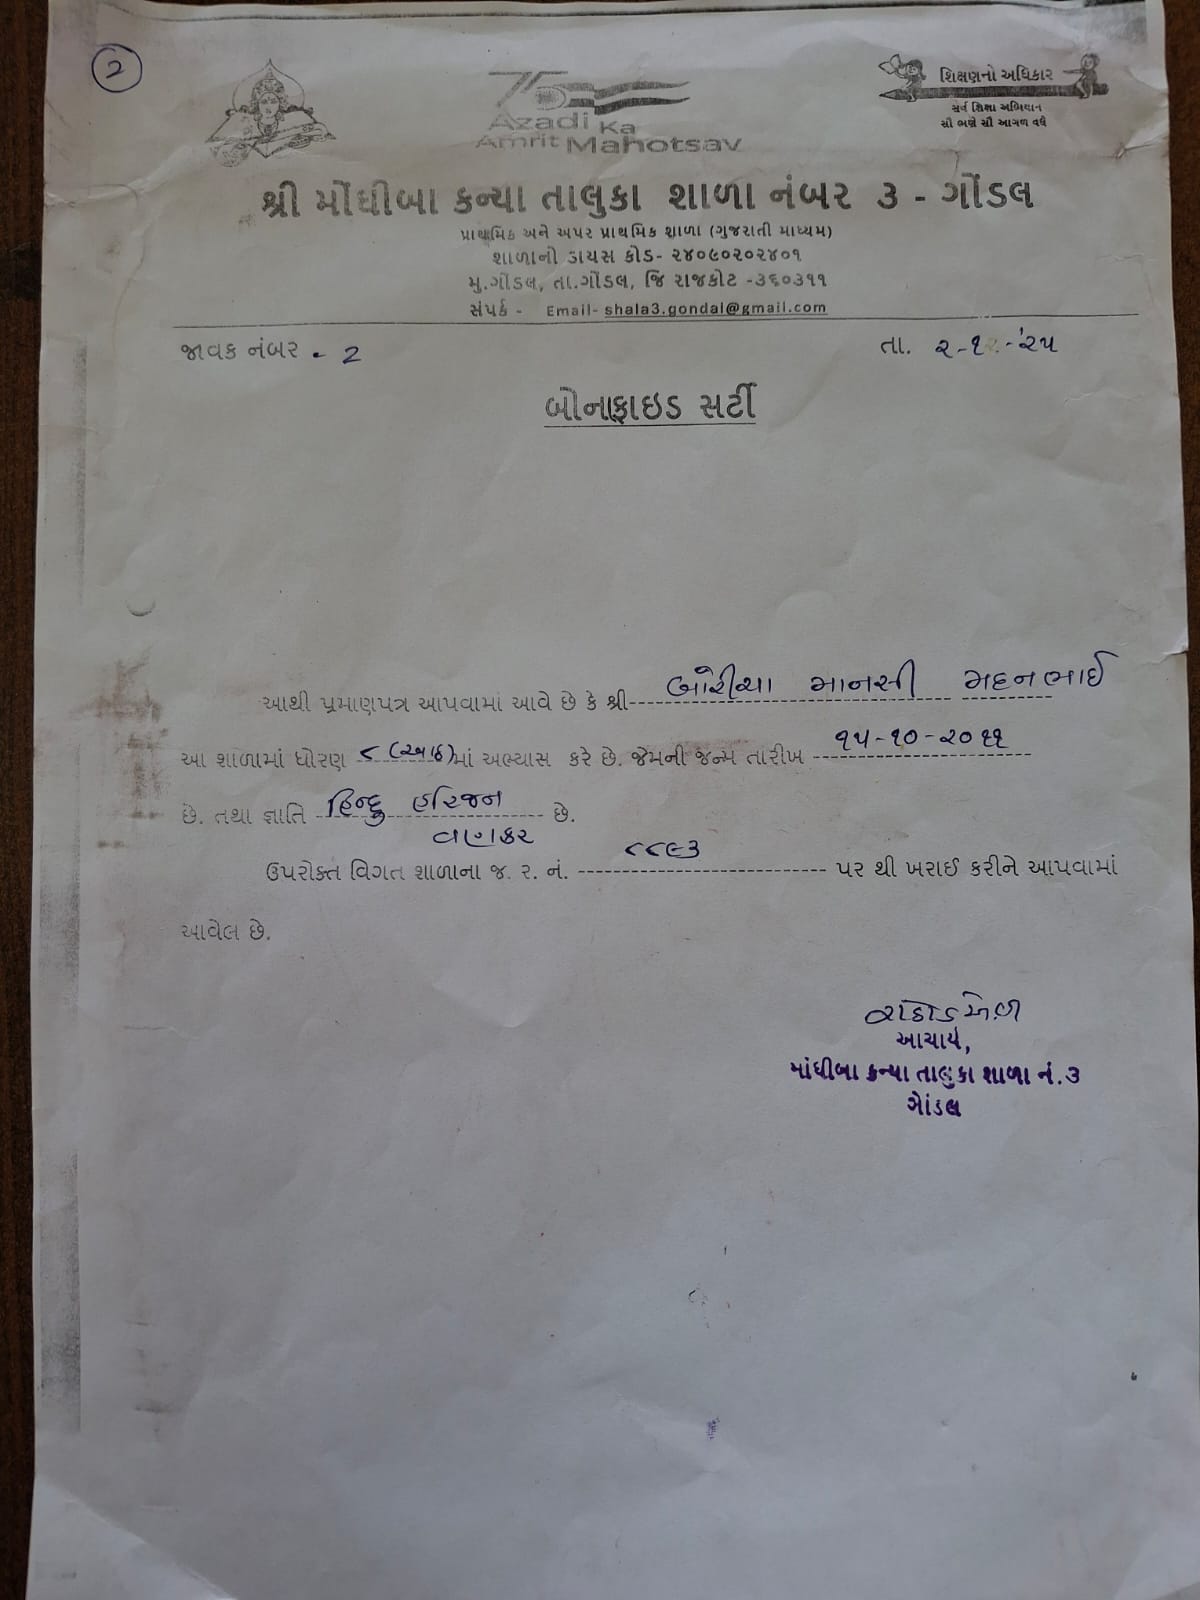 2
75
Azadi Ka
Amrit Mahotsav
શિક્ષણનો અધિકાર
સર્વ શિક્ષા અભિયાન
સૌ ભણે સૌ આગળ વધે
શ્રી મોંઘીબા કન્યા તાલુકા શાળા નંબર ૩ - ગોંડલ
પ્રાથમિક અને અપર પ્રાથમિક શાળા (ગુજરાતી માધ્યમ)
શાળાનો ડાયસ કોડ- ૨૪૦૯૦૨૦૨૪૦૧
મુ.ગોંડલ, તા.ગોંડલ, જિ રાજકોટ -૩૬૦૩૧૧
સંપર્ક - Email- shala3.gondal@gmail.com
જાવક નંબર - 2 તા. ૨-૧૨-'૨૫
બોનાફાઇડ સર્ટી
આથી પ્રમાણપત્ર આપવામાં આવે છે કે શ્રી બોરીચા માનસી મદનભાઈ
આ શાળામાં ધોરણ ૮ (આઠ)માં અભ્યાસ કરે છે. જેમની જન્મ તારીખ ૧૫-૧૦-૨૦૧૧
છે. તથા જ્ઞાતિ હિન્દુ હરિજન છે.
વણકર
ઉપરોક્ત વિગત શાળાના જ. ર. નં. ૮૮૯૩ પર થી ખરાઈ કરીને આપવામાં
આવેલ છે.
આચાર્ય,
મોંઘીબા કન્યા તાલુકા શાળા નં.૩
ગોંડલ